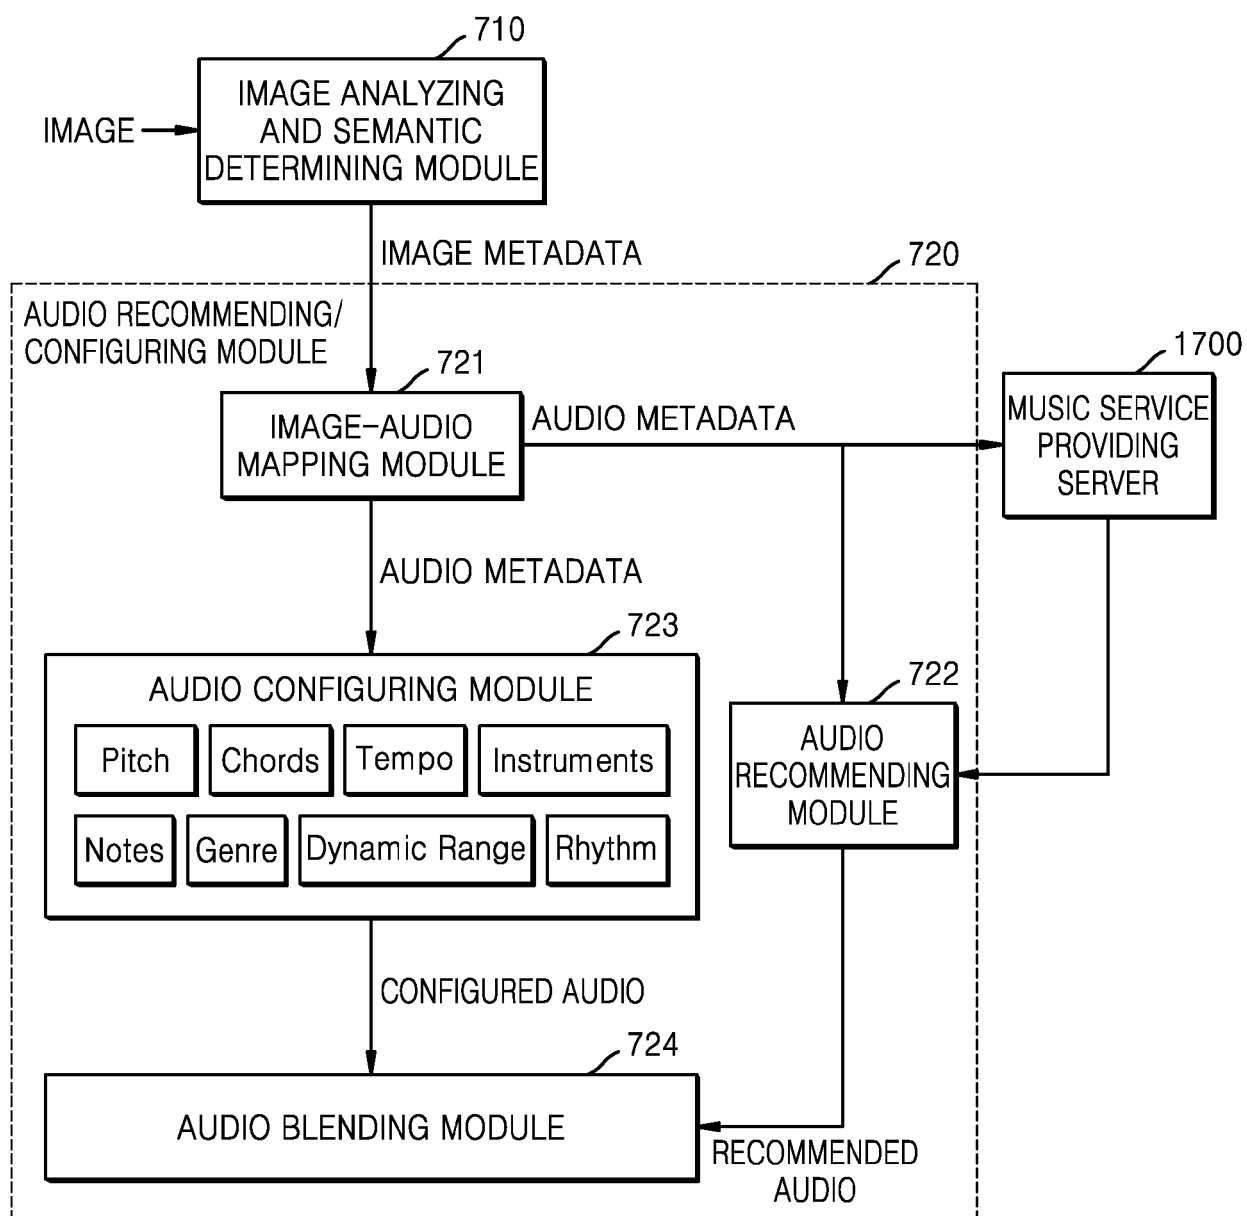 710
IMAGE ANALYZING
AND SEMANTIC
DETERMINING MODULE
IMAGE
IMAGE METADATA
720
AUDIO RECOMMENDING/
CONFIGURING MODULE
721
1700
IMAGE-AUDIO
MAPPING MODULE
AUDIO METADATA
MUSIC SERVICE
PROVIDING
SERVER
AUDIO METADATA
723
AUDIO CONFIGURING MODULE
722
Pitch
Chords
Tempo
Instruments
AUDIO
RECOMMENDING
MODULE
Notes
Genre
Dynamic Range
Rhythm
CONFIGURED AUDIO
724
AUDIO BLENDING MODULE
RECOMMENDED
AUDIO